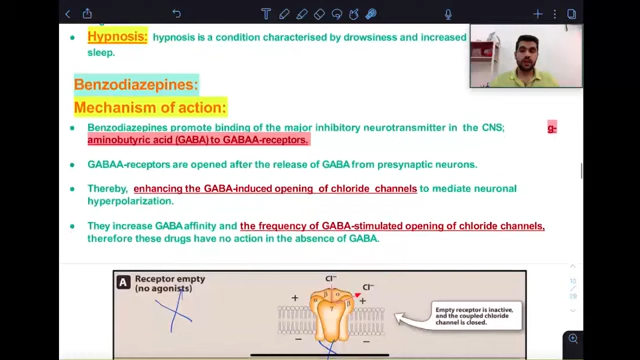 Hypnosis: hypnosis is a condition characterised by drowsiness and increased
sleep.
Benzodiazepines:
Mechanism of action:
Benzodiazepines promote binding of the major inhibitory neurotransmitter in the CNS; g-
aminobutyric acid (GABA) to GABAA-receptors.
GABAA-receptors are opened after the release of GABA from presynaptic neurons.
Thereby, enhancing the GABA-induced opening of chloride channels to mediate neuronal
hyperpolarization.
They increase GABA affinity and the frequency of GABA-stimulated opening of chloride channels,
therefore these drugs have no action in the absence of GABA.
A Receptor empty
(no agonists)
Cl⁻
Cl⁻
+ +
β α
γ
− −
Empty receptor is inactive,
and the coupled chloride
channel is closed.